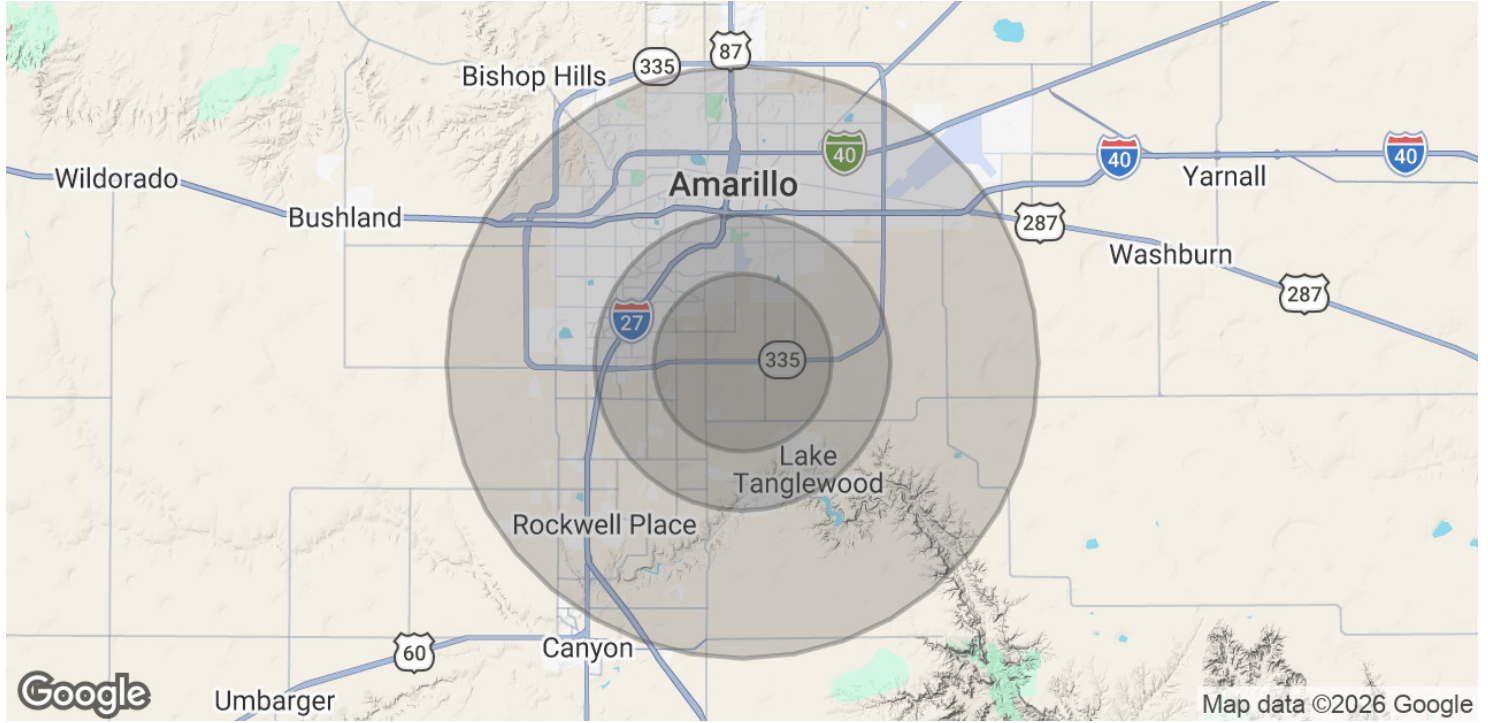 87
335
Bishop Hills
40
40
40
Yarnall
Wildorado
Amarillo
Bushland
287
Washburn
287
27
335
Lake
Tanglewood
Rockwell Place
Canyon
60
Umbarger
Google
Map data ©2026 Google